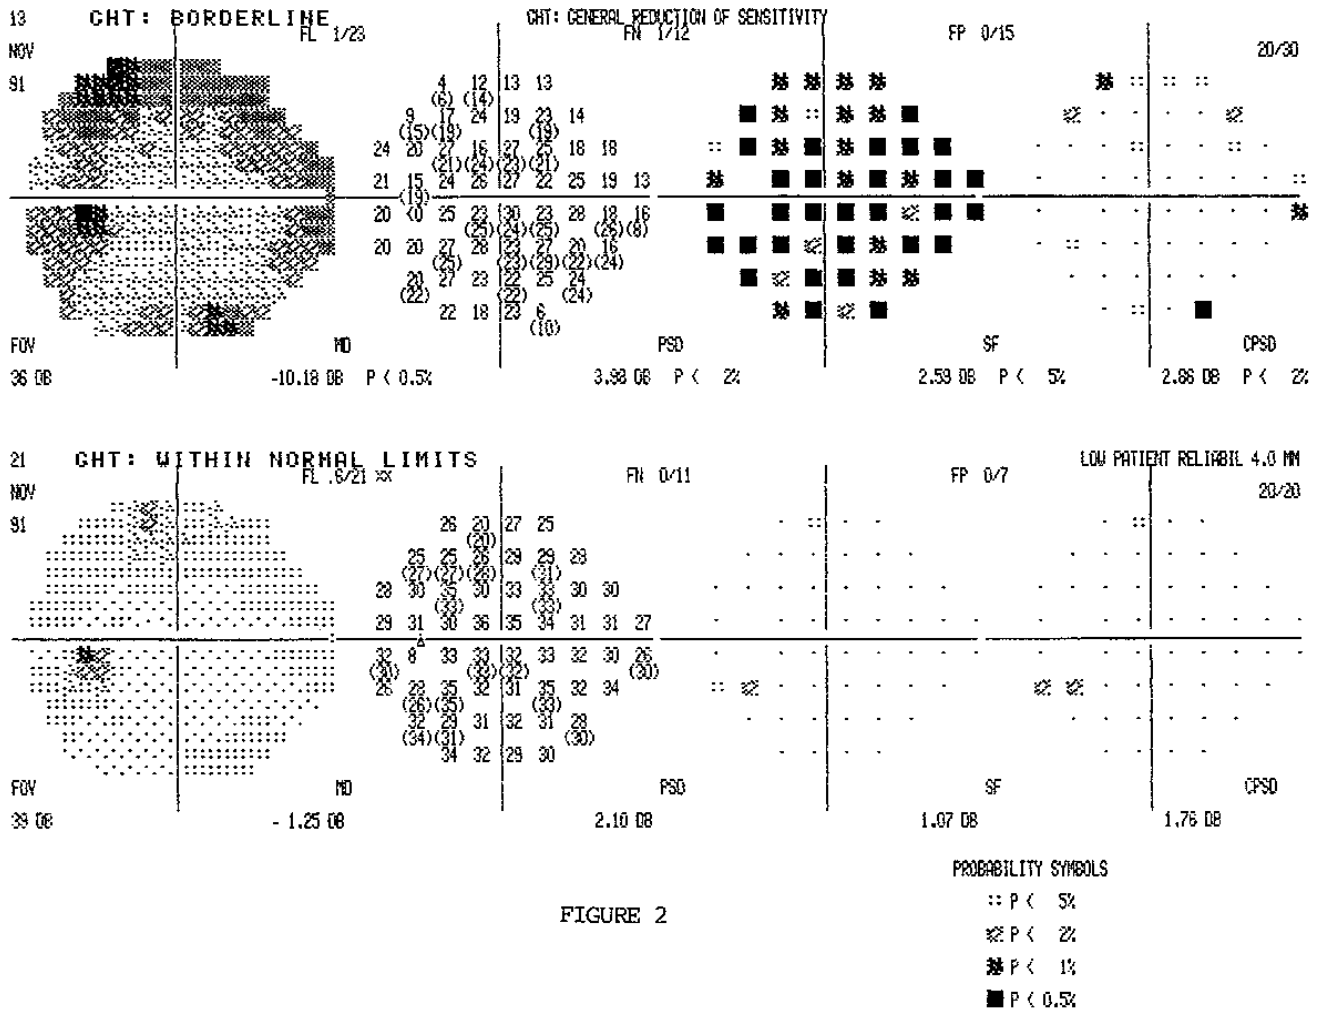 13 GHT: BORDERLINE GHT: GENERAL REDUCTION OF SENSITIVITY
FL 1/23 FN 1/12 FP 0/15
NOV 20/30
91 4 12 13 13
(6) (14)
9 17 24 19 23 14
(15)(19) (19)
24 20 27 16 27 25 18 18
(21)(24)(23)(21)
21 15 24 26 27 22 25 19 13
(19)
20 <0 25 23 30 23 28 18 16
(25)(24)(25) (26)(8)
20 20 27 28 23 27 20 16
(25) (23)(29)(22)(24)
20 27 23 22 25 24
(22) (22) (24)
22 18 23 6
(10)
FOV MD PSD SF CPSD
36 DB -10.18 DB P < 0.5% 3.98 DB P < 2% 2.59 DB P < 5% 2.86 DB P < 2%
21 GHT: WITHIN NORMAL LIMITS LOW PATIENT RELIABIL 4.0 MM
FL 6/21 XX FN 0/11 FP 0/7
NOV 20/20
91 26 20 27 25
(20)
25 25 26 29 29 28
(27)(27)(28) (31)
28 30 35 30 33 33 30 30
(33) (33)
29 31 30 36 35 34 31 31 27
32 8 33 33 32 33 32 30 26
(30) (33)(32) (30)
26 28 35 32 31 35 32 34
(26)(35) (33)
32 29 31 32 31 28
(34)(31) (30)
34 32 29 30
FOV MD PSD SF CPSD
39 DB - 1.25 DB 2.10 DB 1.07 DB 1.76 DB
PROBABILITY SYMBOLS
P < 5%
FIGURE 2
P < 2%
P < 1%
P < 0.5%